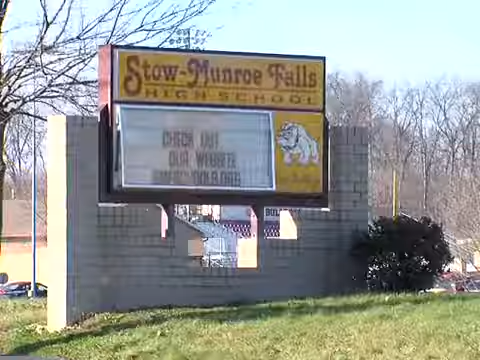 Stow-Munroe Falls
HIGH SCHOOL
CHECK OUT
OUR WEBSITE